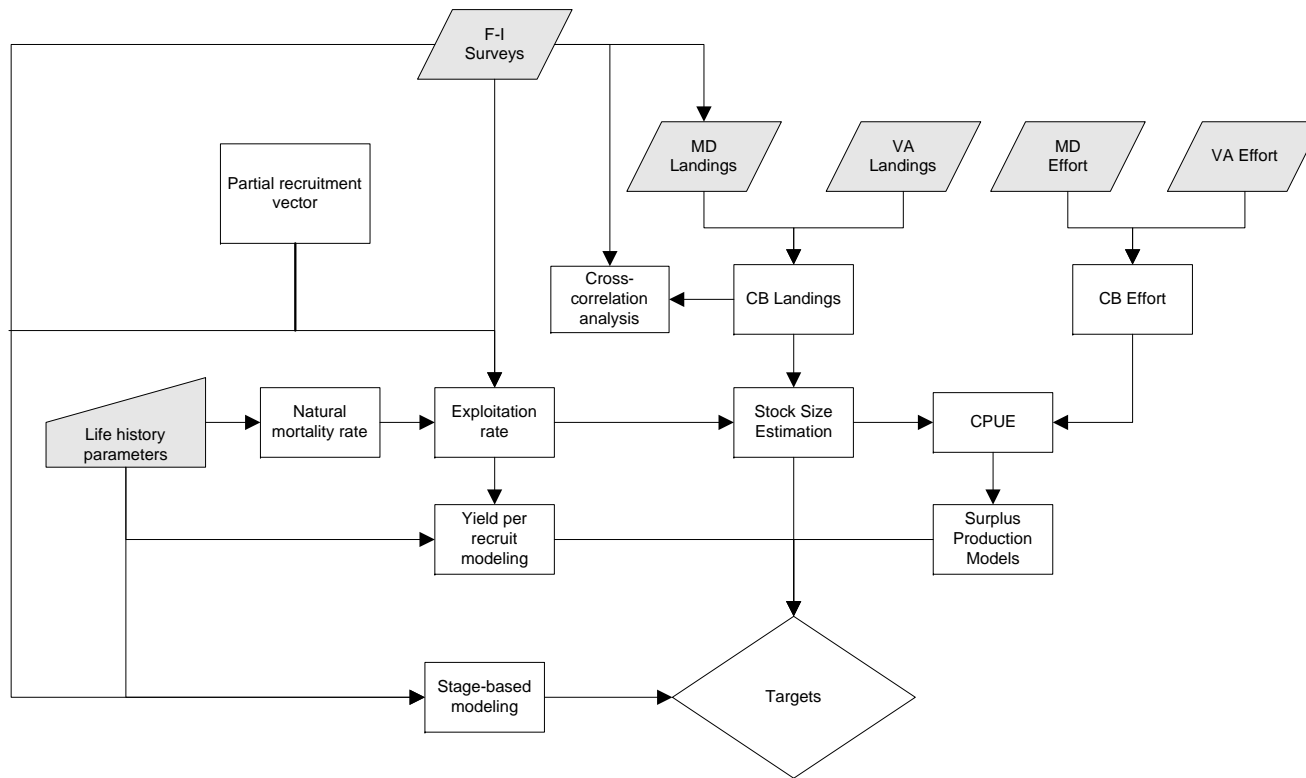 F-I
Surveys
MD
Landings
VA
Landings
MD
Effort
VA Effort
Partial recruitment
vector
Cross-
correlation
analysis
CB Landings
CB Effort
Life history
parameters
Natural
mortality rate
Exploitation
rate
Stock Size
Estimation
CPUE
Yield per
recruit
modeling
Surplus
Production
Models
Stage-based
modeling
Targets